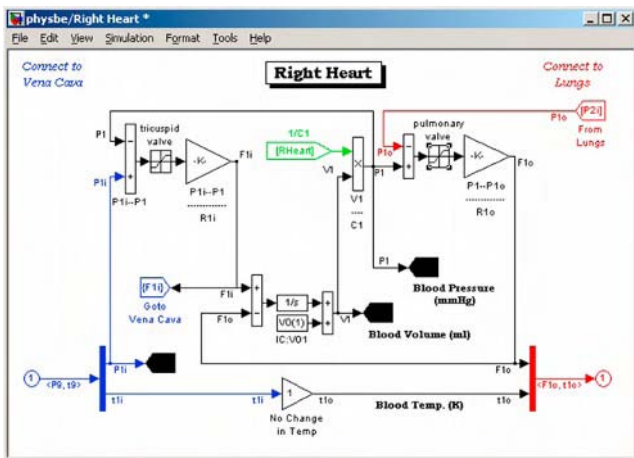 physbe/Right Heart *
File Edit View Simulation Format Tools Help
Connect to
Vena Cava
Right Heart
Connect to
Lungs
P1
tricuspid
valve
-K-
F1i
P1i
P1i--P1
P1i--P1
R1i
1/C1
[RHeart]
V1
X
V1
C1
P1o
P1
pulmonary
valve
-K-
P1--P1o
R1o
F1o
P1o
[P2i]
From
Lungs
P1
Blood Pressure
(mmHg)
[F1i]
Goto
Vena Cava
F1i
F1o
1/s
V0(1)
IC:V01
V1
Blood Volume (ml)
1
<P9, t9>
P1i
t1i
t1i
1
No Change
in Temp
t1o
Blood Temp. (K)
F1o
t1o
<F1o, t1o>
1